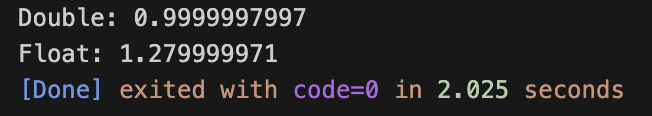 Double: 0.9999997997
Float: 1.279999971
[Done] exited with code=0 in 2.025 seconds